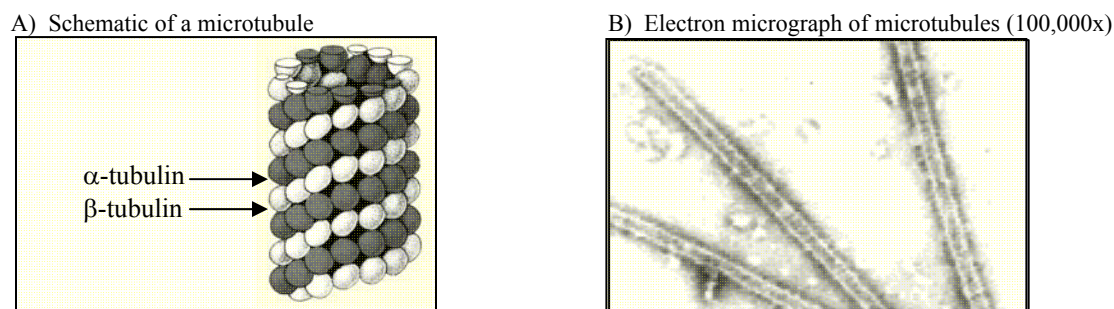 A) Schematic of a microtubule
B) Electron micrograph of microtubules (100,000x)
α-tubulin
β-tubulin